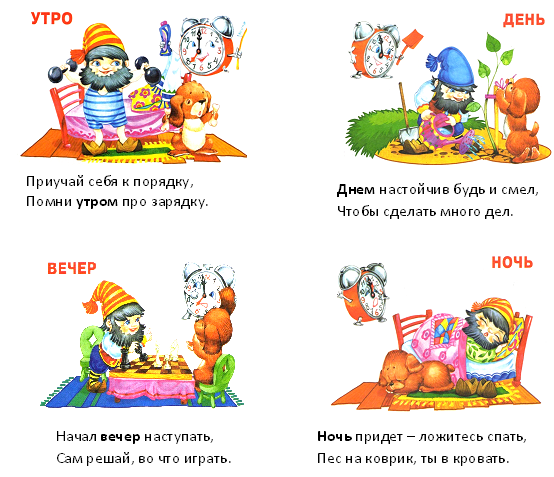 УТРО
Приучай себя к порядку,
Помни утром про зарядку.
ДЕНЬ
Днем настойчив будь и смел,
Чтобы сделать много дел.
ВЕЧЕР
Начал вечер наступать,
Сам решай, во что играть.
НОЧЬ
Ночь придет – ложитесь спать,
Пес на коврик, ты в кровать.